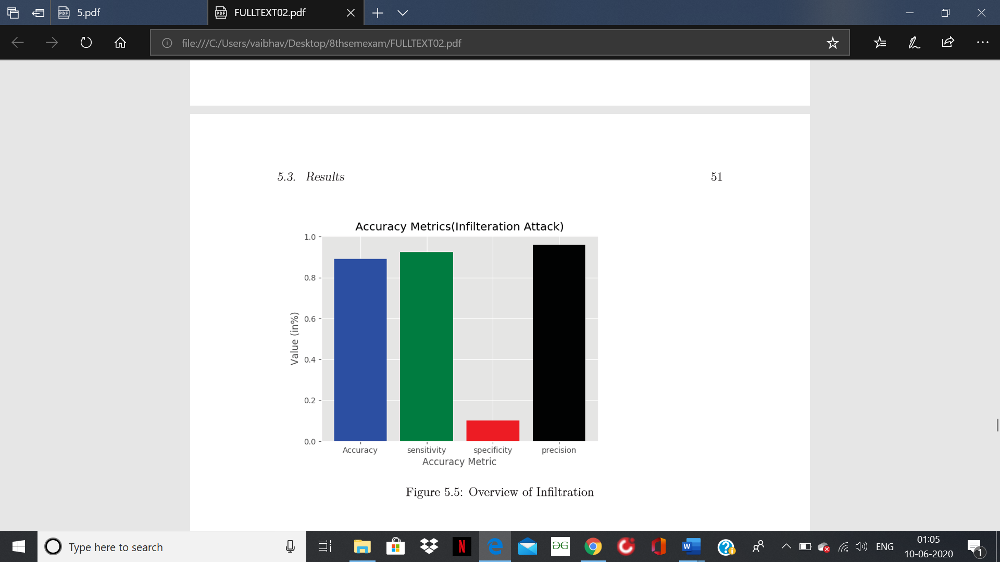 5.pdf
FULLTEXT02.pdf
file:///C:/Users/vaibhav/Desktop/8thsemexam/FULLTEXT02.pdf
5.3. Results 51
Accuracy Metrics(Infilteration Attack)
1.0
0.8
0.6
0.4
0.2
0.0
Value (in%)
Accuracy sensitivity specificity precision
Accuracy Metric
Figure 5.5: Overview of Infiltration
Type here to search
ENG
01:05
10-06-2020
1